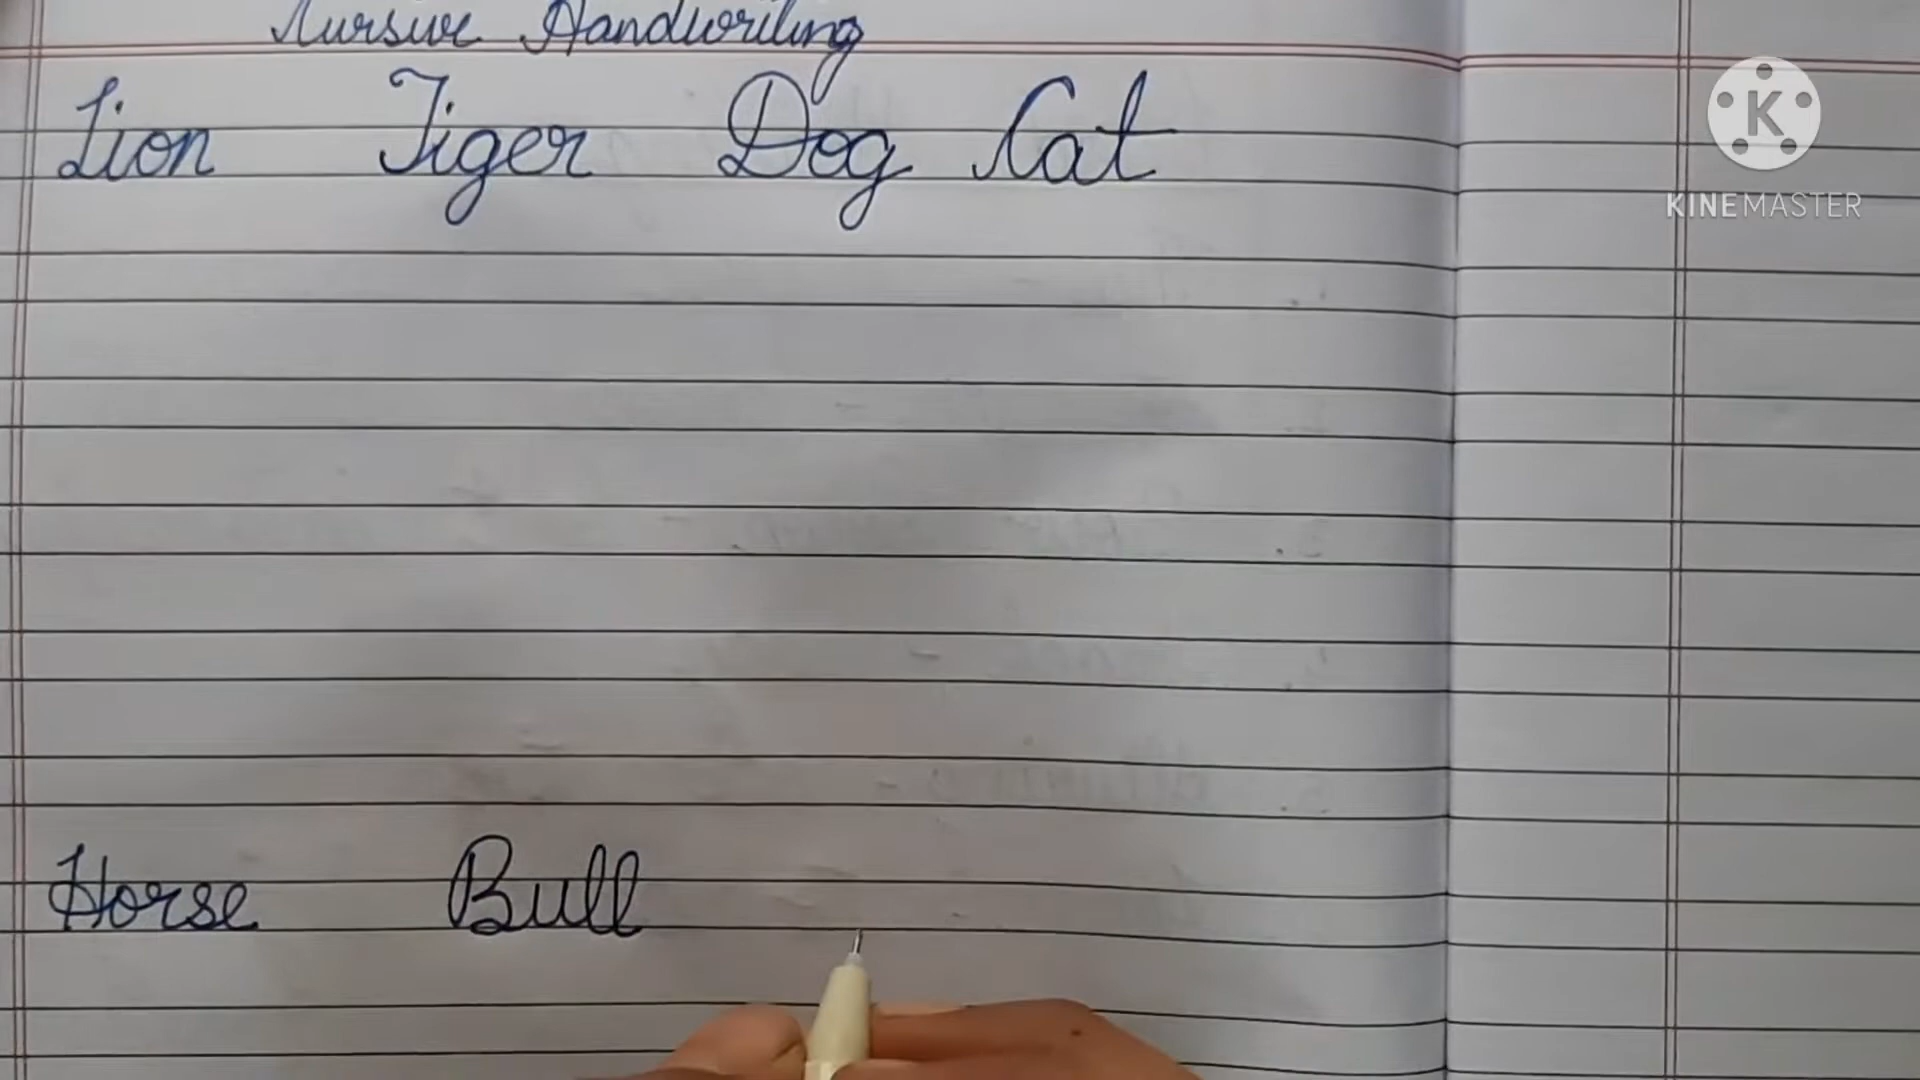 Cursive Handwriting
Lion Tiger Dog Cat
K
KINEMASTER
Horse Bull